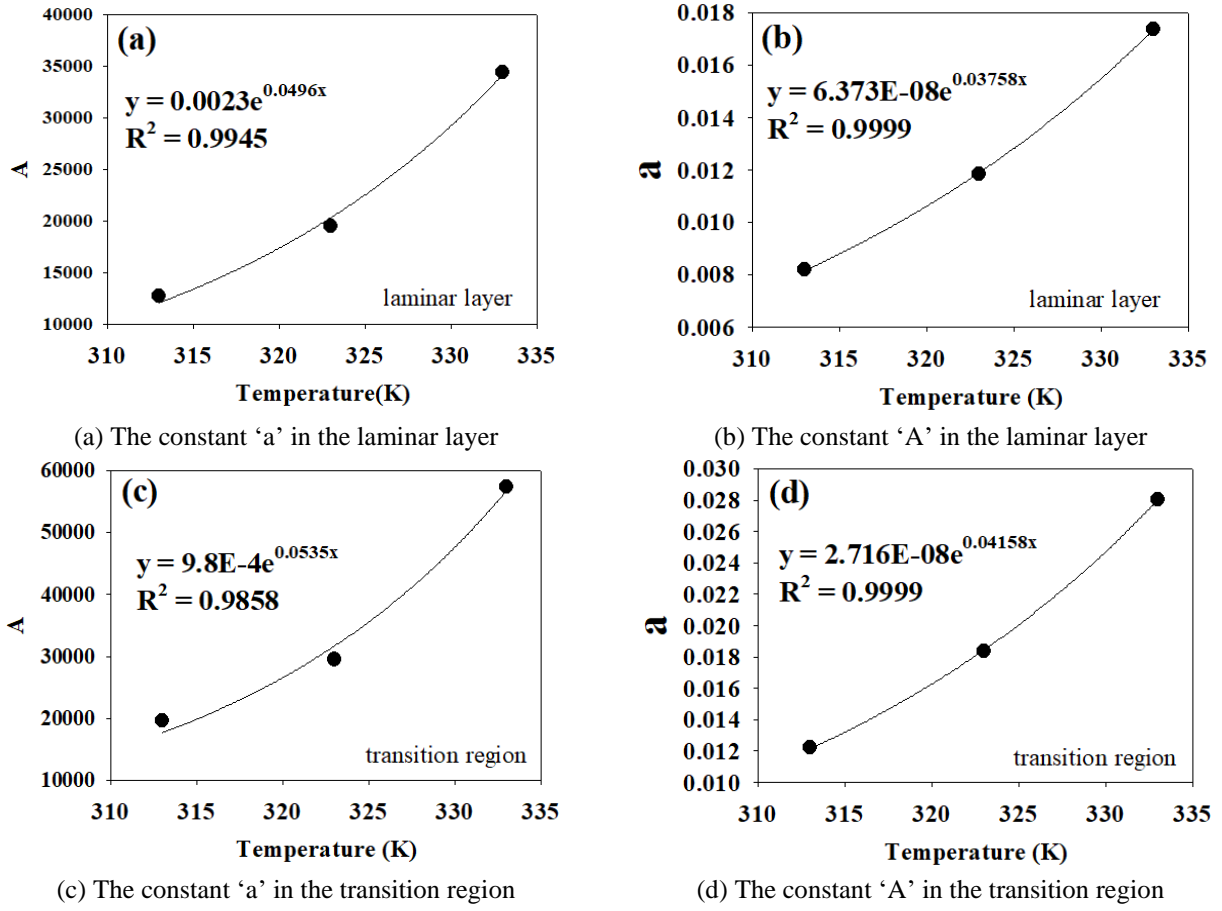 (a)
y = 0.0023e^0.0496x
R² = 0.9945
A
40000
35000
30000
25000
20000
15000
10000
310 315 320 325 330 335
laminar layer
Temperature(K)
(a) The constant ‘a’ in the laminar layer
(b)
y = 6.373E-08e^0.03758x
R² = 0.9999
a
0.018
0.016
0.014
0.012
0.010
0.008
0.006
310 315 320 325 330 335
laminar layer
Temperature (K)
(b) The constant ‘A’ in the laminar layer
(c)
y = 9.8E-4e^0.0535x
R² = 0.9858
A
60000
50000
40000
30000
20000
10000
310 315 320 325 330 335
transition region
Temperature (K)
(c) The constant ‘a’ in the transition region
(d)
y = 2.716E-08e^0.04158x
R² = 0.9999
a
0.030
0.028
0.026
0.024
0.022
0.020
0.018
0.016
0.014
0.012
0.010
310 315 320 325 330 335
transition region
Temperature (K)
(d) The constant ‘A’ in the transition region